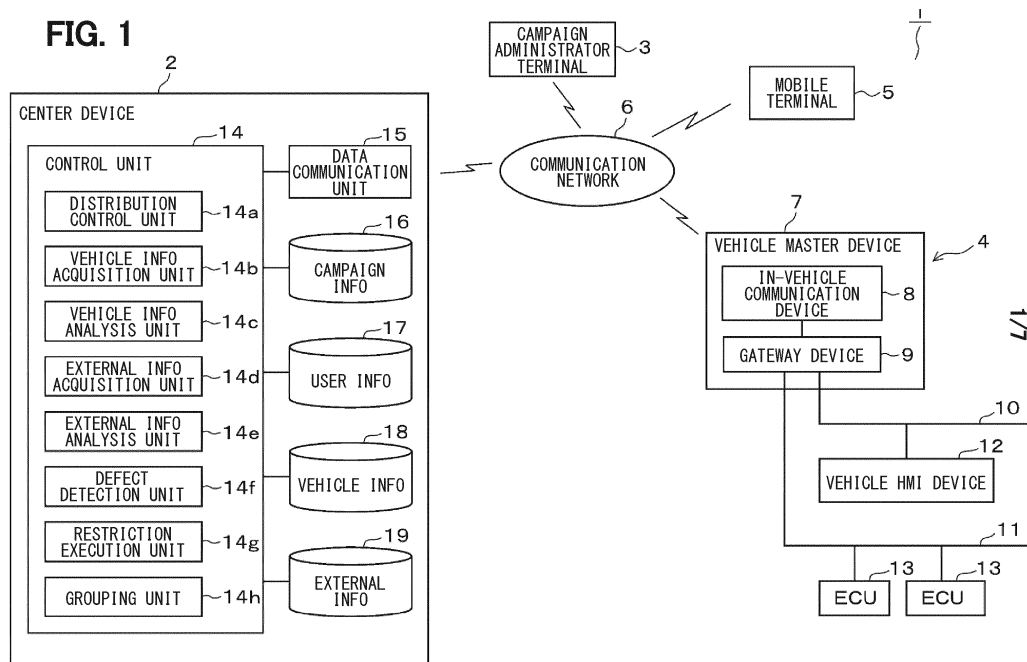 FIG. 1
1
2
CENTER DEVICE
14
CONTROL UNIT
DISTRIBUTION
CONTROL UNIT
14a
VEHICLE INFO
ACQUISITION UNIT
14b
VEHICLE INFO
ANALYSIS UNIT
14c
EXTERNAL INFO
ACQUISITION UNIT
14d
EXTERNAL INFO
ANALYSIS UNIT
14e
DEFECT
DETECTION UNIT
14f
RESTRICTION
EXECUTION UNIT
14g
GROUPING UNIT
14h
15
DATA
COMMUNICATION
UNIT
16
CAMPAIGN
INFO
17
USER INFO
18
VEHICLE INFO
19
EXTERNAL
INFO
CAMPAIGN
ADMINISTRATOR
TERMINAL
3
MOBILE
TERMINAL
5
6
COMMUNICATION
NETWORK
7
VEHICLE MASTER DEVICE
4
IN-VEHICLE
COMMUNICATION
DEVICE
8
GATEWAY DEVICE
9
10
12
VEHICLE HMI DEVICE
11
13
ECU
13
ECU
1/7